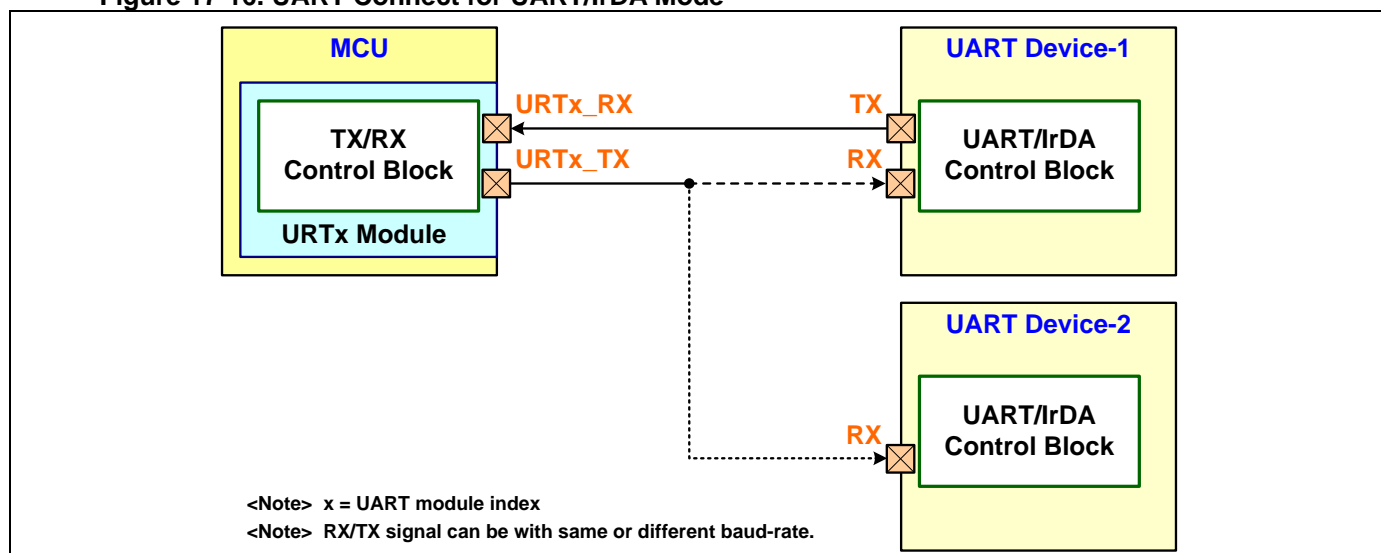 Figure 17-16. UART Connect for UART/IrDA Mode
MCU
TX/RX
Control Block
URTx Module
URTx_RX
URTx_TX
TX
RX
UART Device-1
UART/IrDA
Control Block
UART Device-2
UART/IrDA
Control Block
RX
<Note> x = UART module index
<Note> RX/TX signal can be with same or different baud-rate.